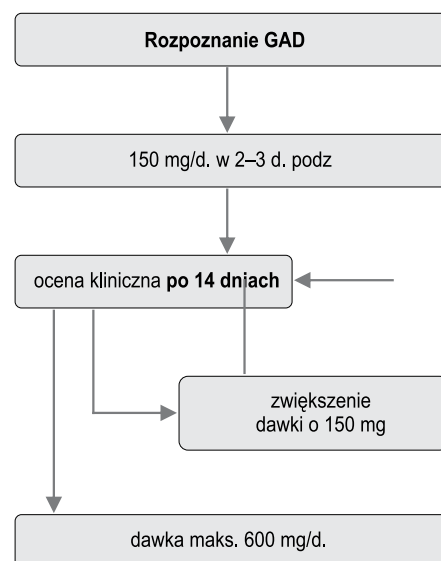 Rozpoznanie GAD
150 mg/d. w 2–3 d. podz
ocena kliniczna po 14 dniach
zwiększenie
dawki o 150 mg
dawka maks. 600 mg/d.